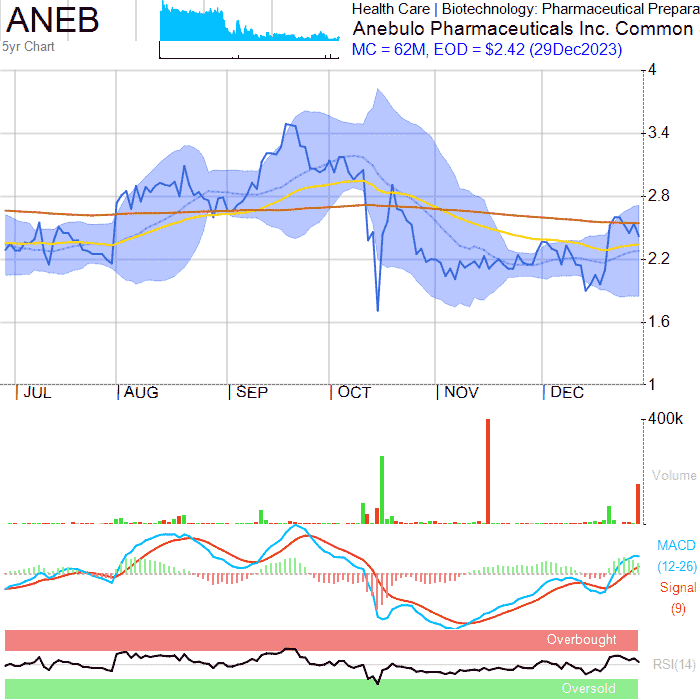 ANEB
5yr Chart
Health Care | Biotechnology: Pharmaceutical Prepara
Anebulo Pharmaceuticals Inc. Common
MC = 62M, EOD = $2.42 (29Dec2023)
4
3.4
2.8
2.2
1.6
1
JUL AUG SEP OCT NOV DEC
400k
Volume
MACD
(12-26)
Signal
(9)
Overbought
RSI(14)
Oversold